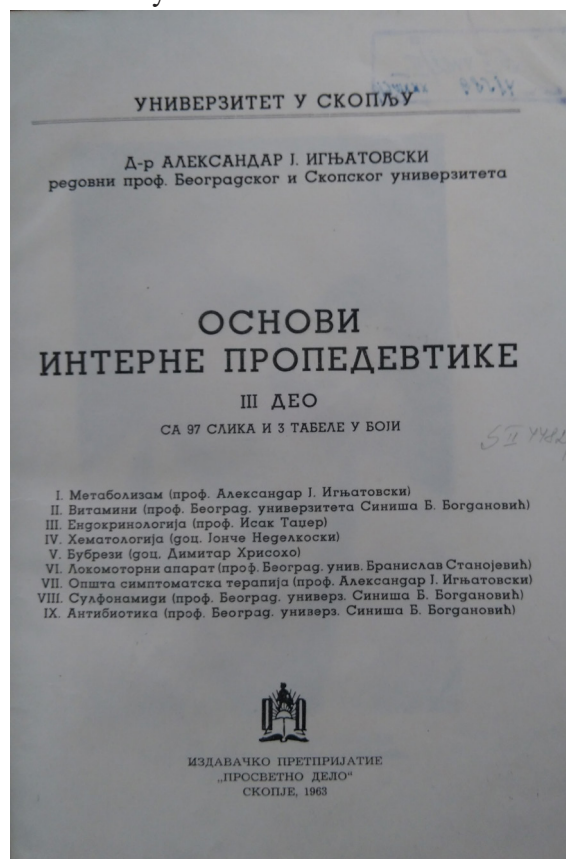 УНИВЕРЗИТЕТ У СКОПЉУ
Д-р АЛЕКСАНДАР Ј. ИГЊАТОВСКИ
редовни проф. Београдског и Скопског универзитета
ОСНОВИ
ИНТЕРНЕ ПРОПЕДЕВТИКЕ
III ДЕО
СА 97 СЛИКА И 3 ТАБЕЛЕ У БОЈИ
I. Метаболизам (проф. Александар Ј. Игњатовски)
II. Витамини (проф. Београд. универзитета Синиша Б. Богдановић)
III. Ендокринологија (проф. Исак Таџер)
IV. Хематологија (доц. Јонче Неделкоски)
V. Бубрези (доц. Димитар Хрисохо)
VI. Локомоторни апарат (проф. Београд. унив. Бранислав Станојевић)
VII. Општа симптоматска терапија (проф. Александар Ј. Игњатовски)
VIII. Сулфонамиди (проф. Београд. универз. Синиша Б. Богдановић)
IX. Антибиотика (проф. Београд. универз. Синиша Б. Богдановић)
ИЗДАВАЧКО ПРЕТПРИЈАТИЕ
„ПРОСВЕТНО ДЕЛО“
СКОПЈЕ, 1963